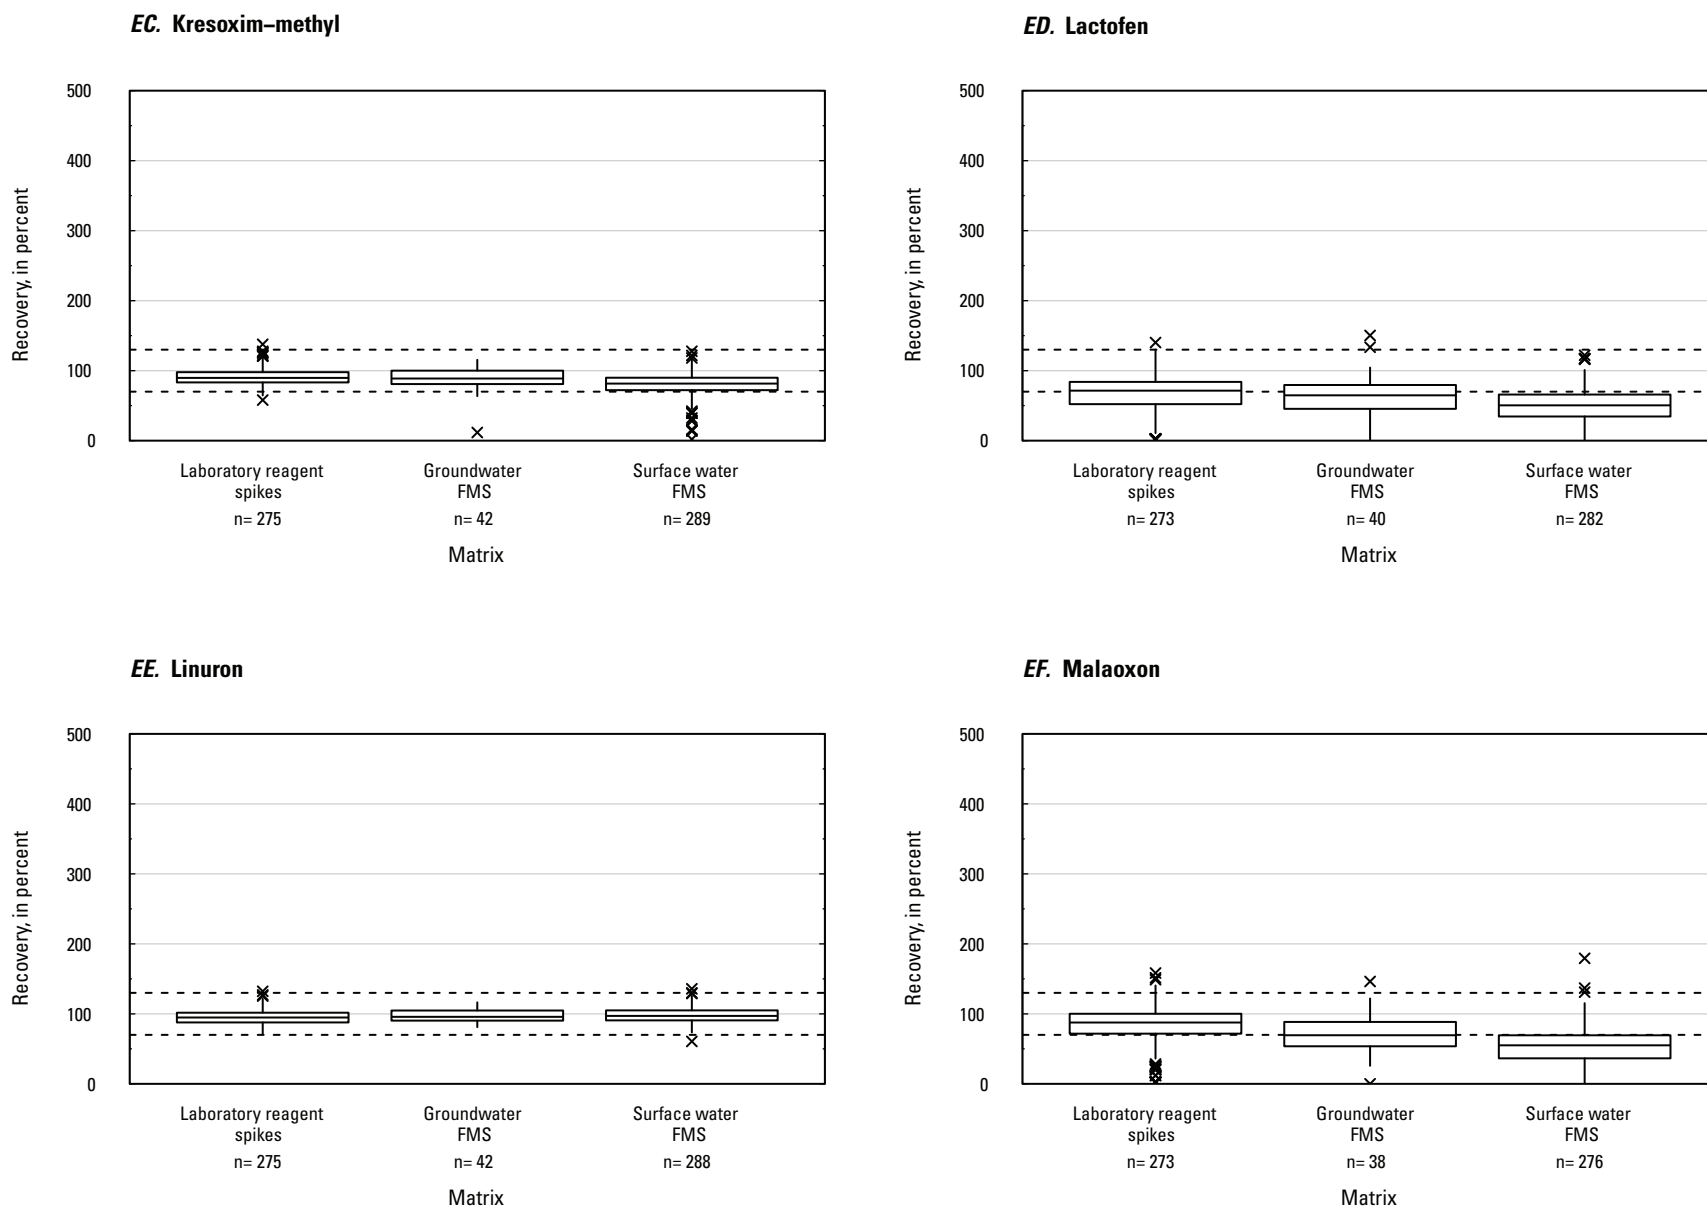 EC. Kresoxim–methyl
Recovery, in percent
500
400
300
200
100
0
Laboratory reagent
spikes
n= 275
Groundwater
FMS
n= 42
Surface water
FMS
n= 289
Matrix
ED. Lactofen
Recovery, in percent
500
400
300
200
100
0
Laboratory reagent
spikes
n= 273
Groundwater
FMS
n= 40
Surface water
FMS
n= 282
Matrix
EE. Linuron
Recovery, in percent
500
400
300
200
100
0
Laboratory reagent
spikes
n= 275
Groundwater
FMS
n= 42
Surface water
FMS
n= 288
Matrix
EF. Malaoxon
Recovery, in percent
500
400
300
200
100
0
Laboratory reagent
spikes
n= 273
Groundwater
FMS
n= 38
Surface water
FMS
n= 276
Matrix